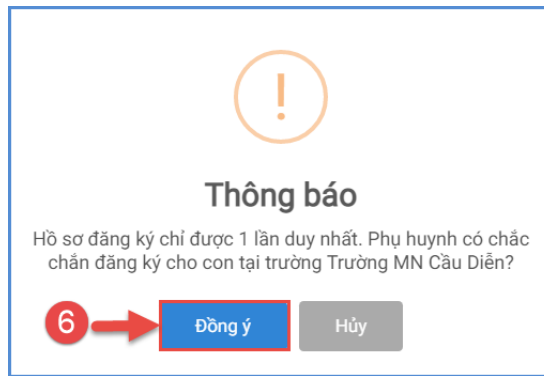 !
Thông báo
Hồ sơ đăng ký chỉ được 1 lần duy nhất. Phụ huynh có chắc
chắn đăng ký cho con tại trường Trường MN Cầu Diễn?
6 Đồng ý Hủy